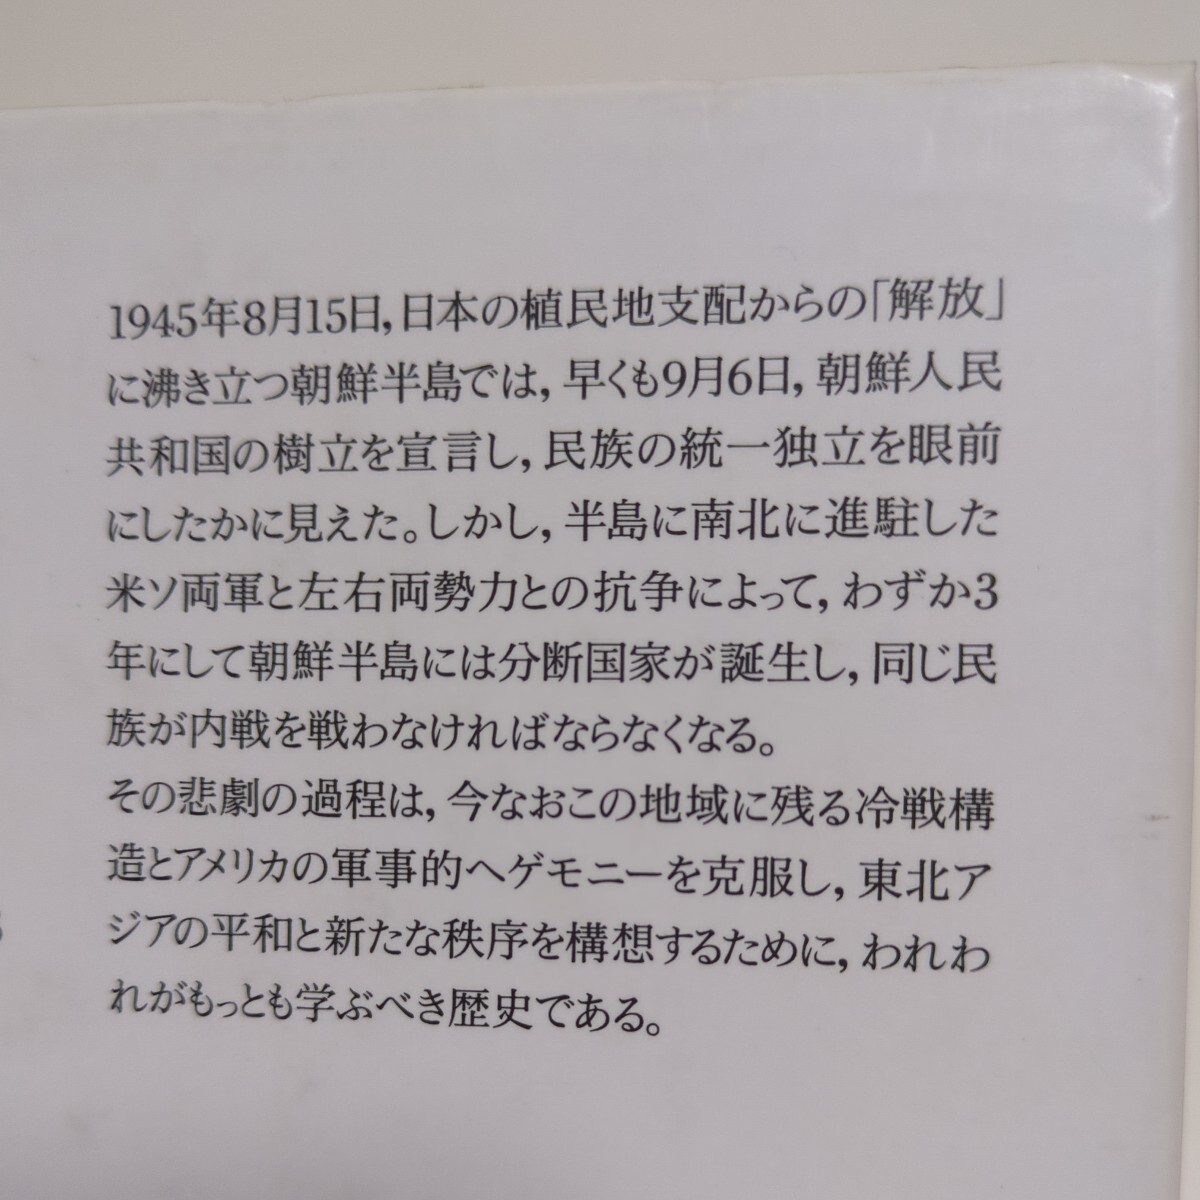 1945年8月15日,日本の植民地支配からの「解放」
に沸き立つ朝鮮半島では,早くも9月6日,朝鮮人民
共和国の樹立を宣言し,民族の統一独立を眼前
にしたかに見えた。しかし,半島に南北に進駐した
米ソ両軍と左右両勢力との抗争によって,わずか3
年にして朝鮮半島には分断国家が誕生し,同じ民
族が内戦を戦わなければならなくなる。
その悲劇の過程は,今なおこの地域に残る冷戦構
造とアメリカの軍事的ヘゲモニーを克服し,東北ア
ジアの平和と新たな秩序を構想するために,われわ
れがもっとも学ぶべき歴史である。